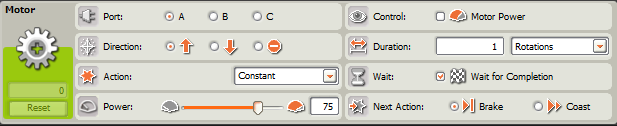 Motor
0
Reset
Port: A B C
Direction:
Action: Constant
Power: 75
Control: Motor Power
Duration: 1 Rotations
Wait: Wait for Completion
Next Action: Brake Coast